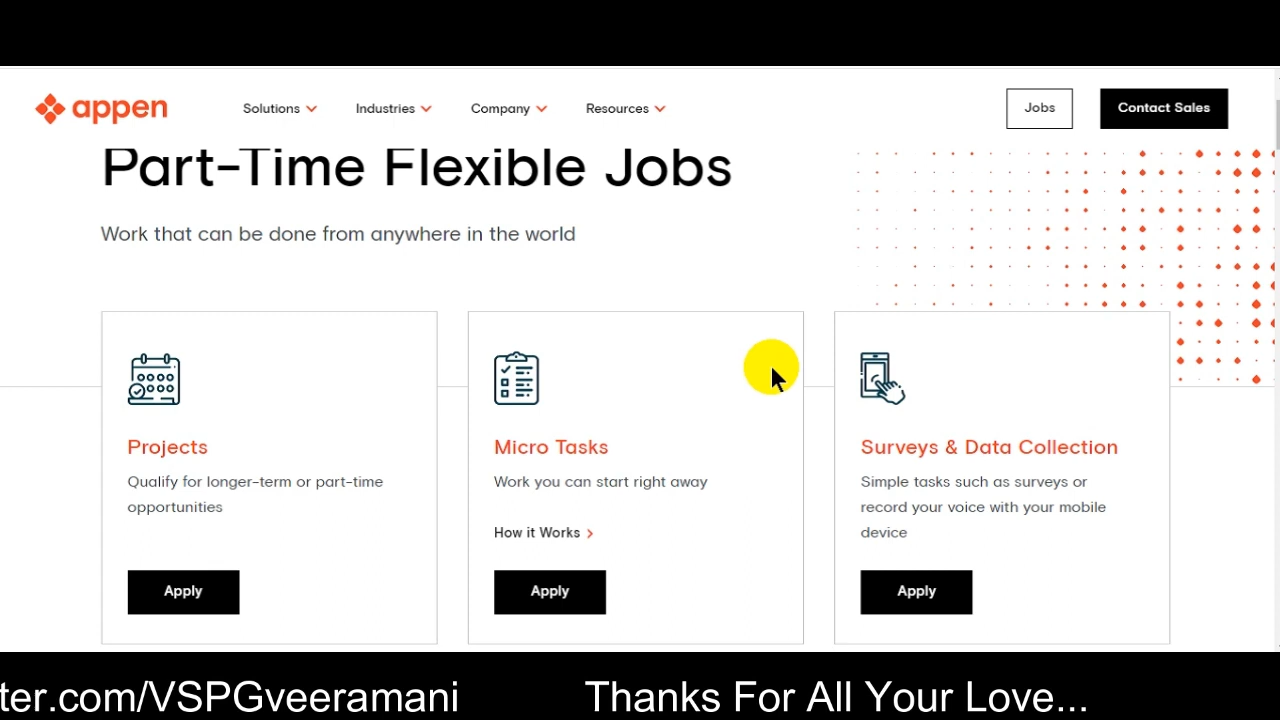 appen
Solutions
Industries
Company
Resources
Jobs
Contact Sales
Part-Time Flexible Jobs
Work that can be done from anywhere in the world
Projects
Qualify for longer-term or part-time
opportunities
Apply
Micro Tasks
Work you can start right away
How it Works
Apply
Surveys & Data Collection
Simple tasks such as surveys or
record your voice with your mobile
device
Apply
ter.com/VSPGveeramani
Thanks For All Your Love...